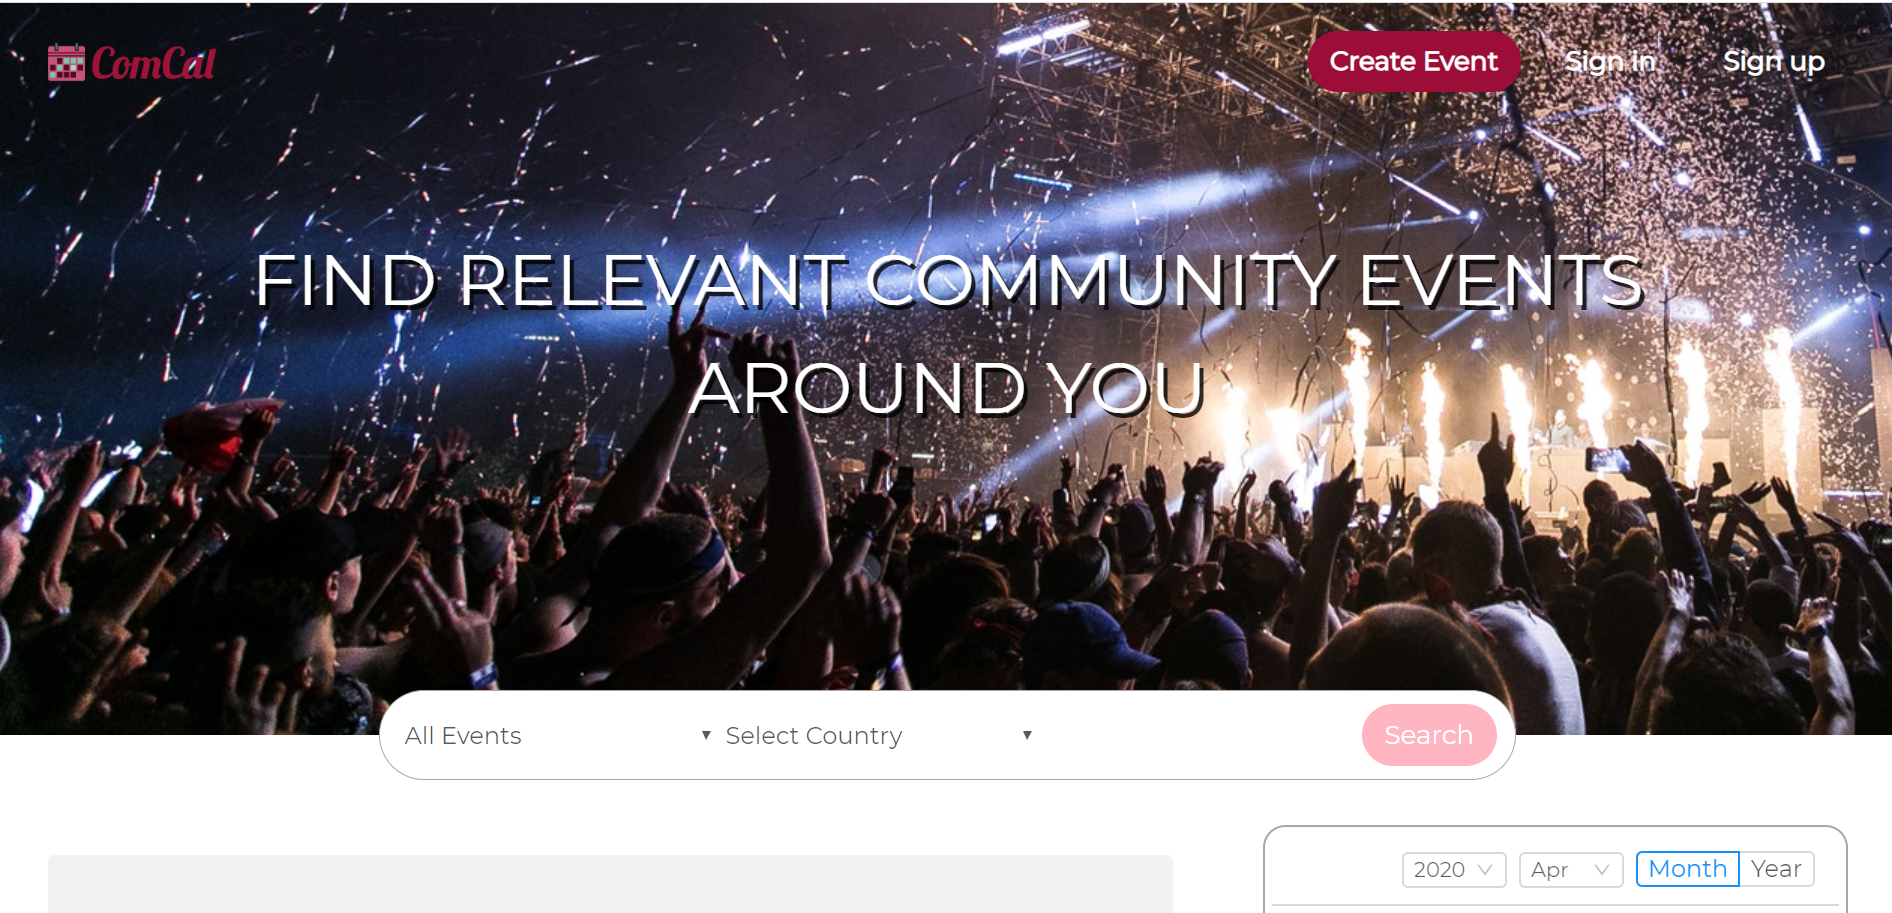 ComCal
Create Event
Sign in
Sign up
FIND RELEVANT COMMUNITY EVENTS
AROUND YOU
All Events
Select Country
Search
2020
Apr
Month
Year